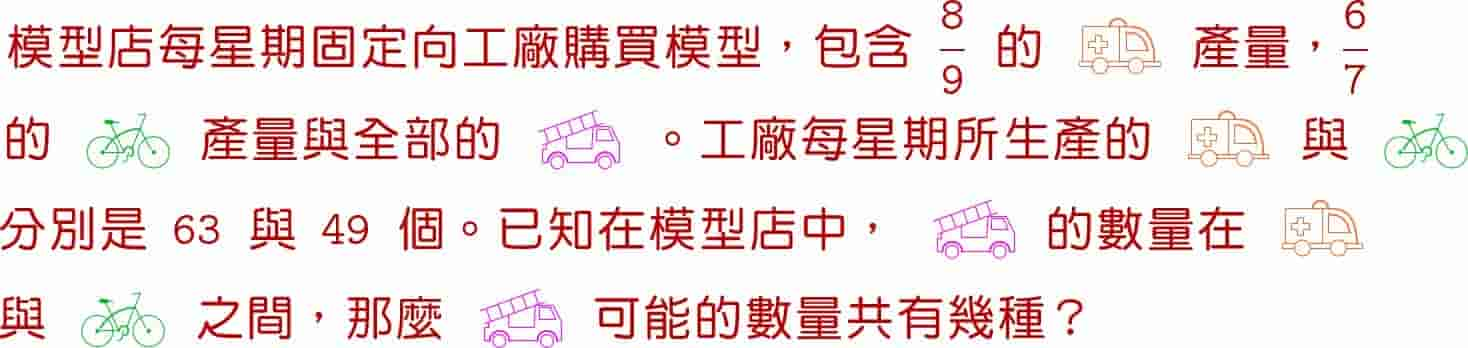 模型店每星期固定向工廠購買模型，包含 8/9 的 產量，6/7
的 產量與全部的 。工廠每星期所生產的 與
分別是 63 與 49 個。已知在模型店中， 的數量在
與 之間，那麼 可能的數量共有幾種？